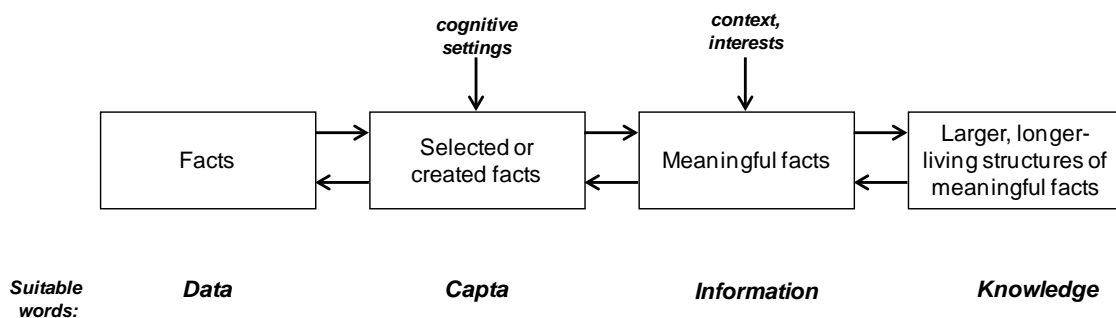 cognitive
settings
context,
interests
Facts
Selected or
created facts
Meaningful facts
Larger, longer-
living structures of
meaningful facts
Suitable
words:
Data
Capta
Information
Knowledge